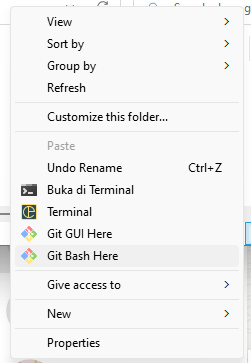 View
Sort by
Group by
Refresh
Customize this folder...
Paste
Undo Rename Ctrl+Z
Buka di Terminal
Terminal
Git GUI Here
Git Bash Here
Give access to
New
Properties